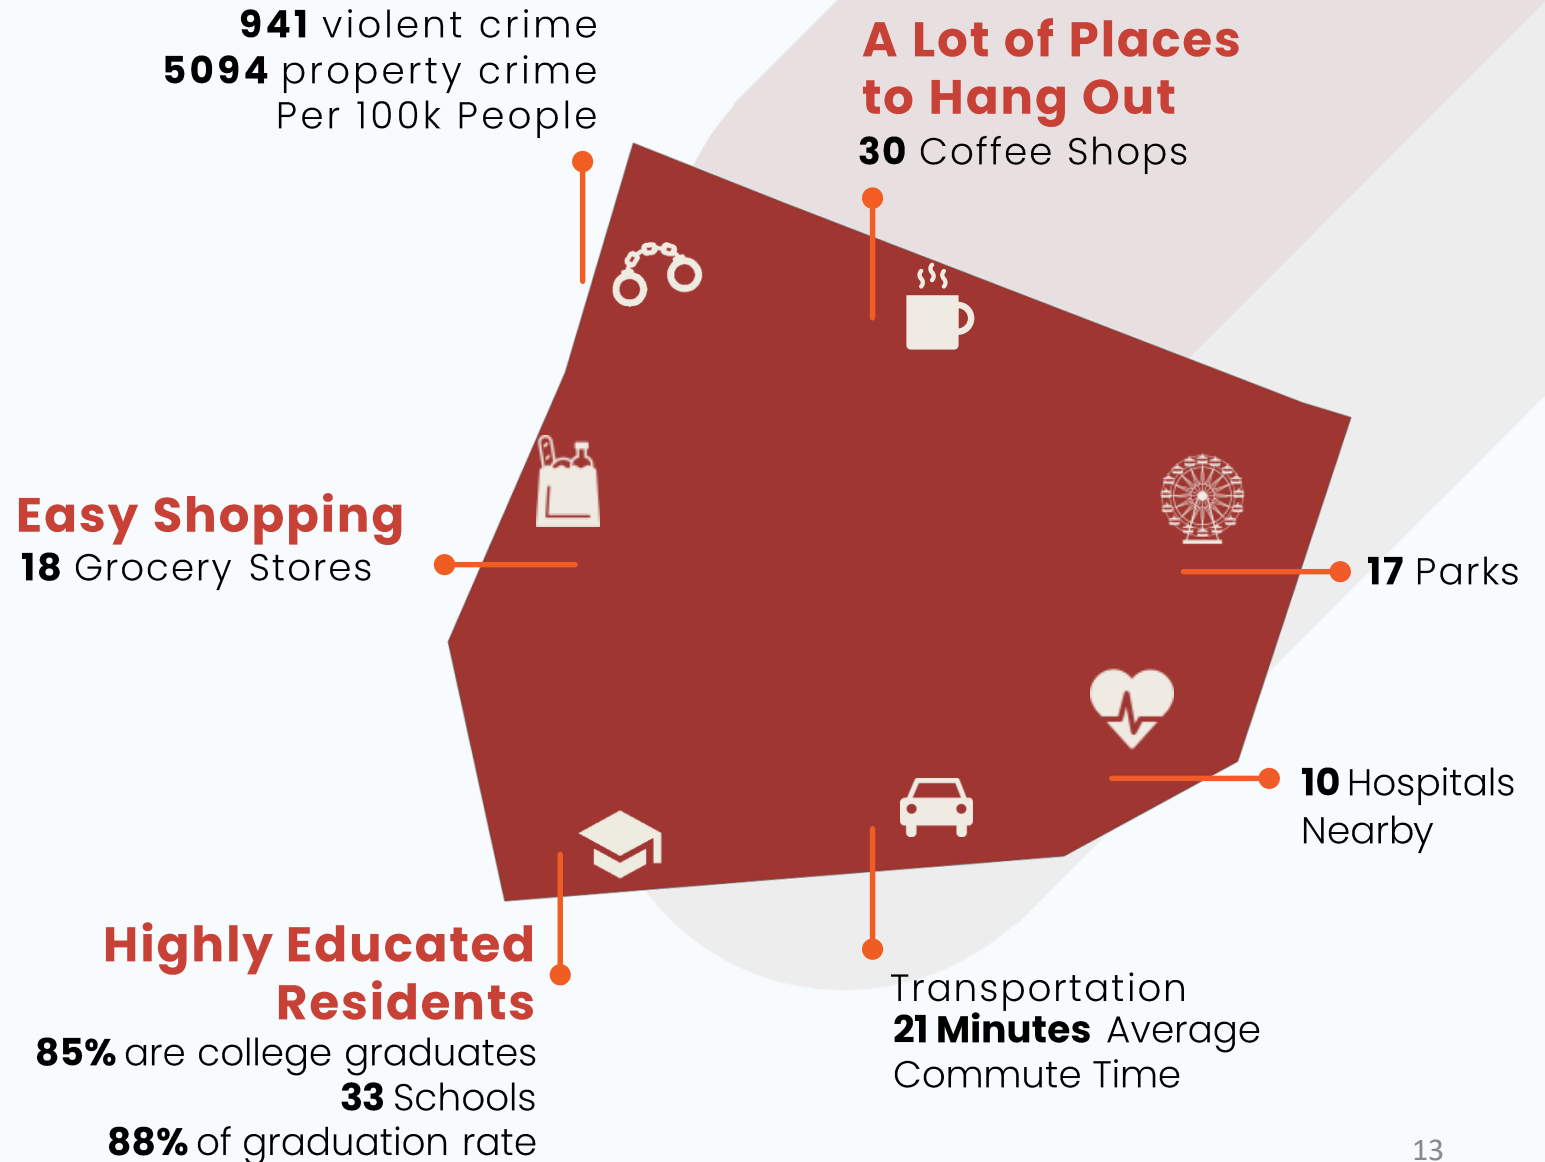 941 violent crime
5094 property crime
Per 100k People
A Lot of Places
to Hang Out
30 Coffee Shops
Easy Shopping
18 Grocery Stores
17 Parks
10 Hospitals
Nearby
Highly Educated
Residents
85% are college graduates
33 Schools
88% of graduation rate
Transportation
21 Minutes Average
Commute Time
13